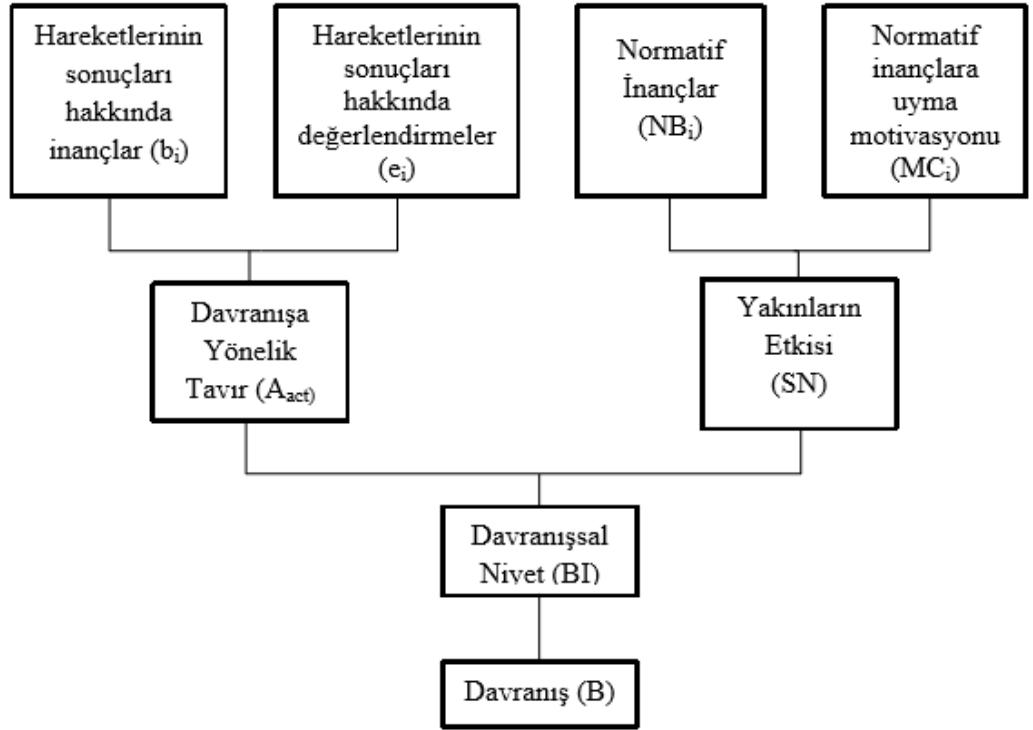 Hareketlerinin
sonuçları
hakkında
inançlar (bᵢ)
Hareketlerinin
sonuçları
hakkında
değerlendirmeler
(eᵢ)
Normatif
İnançlar
(NBᵢ)
Normatif
inançlara
uyma
motivasyonu
(MCᵢ)
Davranışa
Yönelik
Tavır (Aact)
Yakınların
Etkisi
(SN)
Davranışsal
Niyet (BI)
Davranış (B)